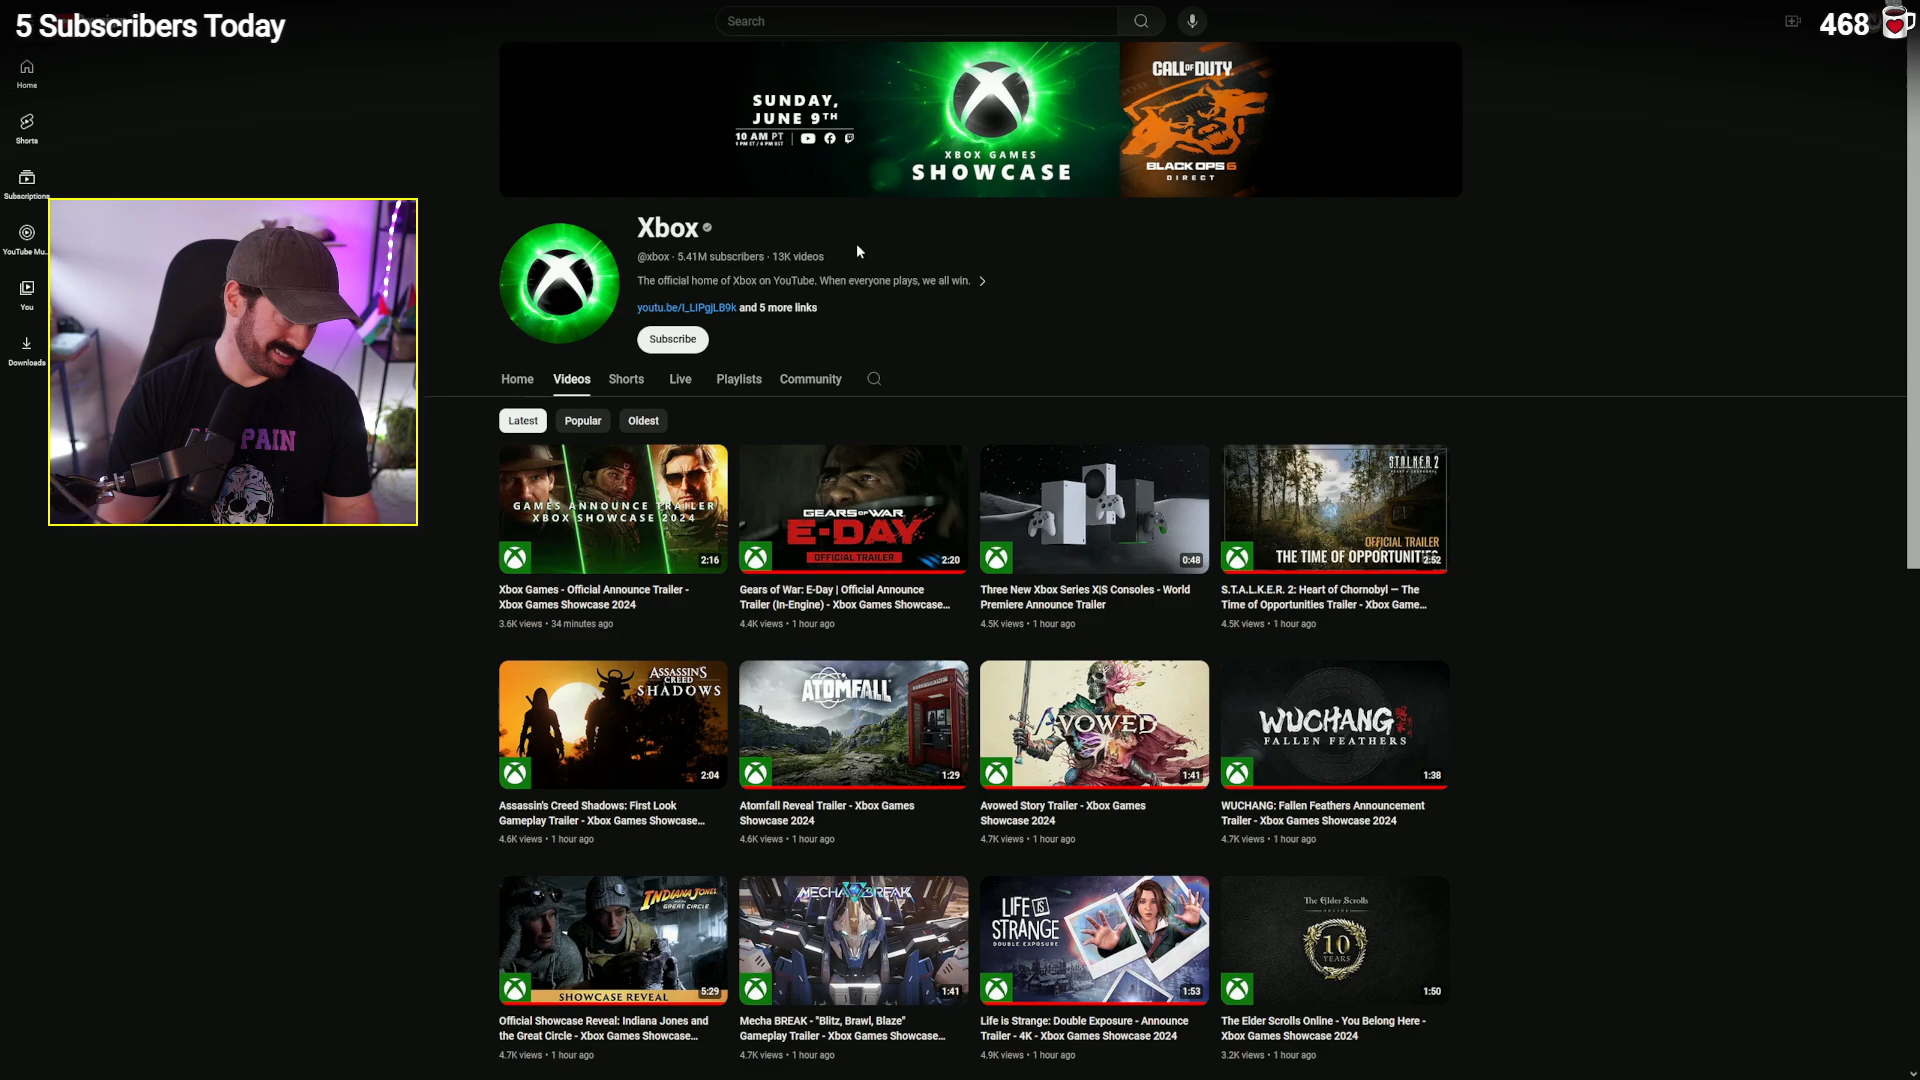 5 Subscribers Today
Search
468
Home
Shorts
Subscriptions
YouTube Mu...
You
Downloads
SUNDAY,
JUNE 9TH
10 AM PT
1 PM ET / 6 PM BST
XBOX GAMES
SHOWCASE
CALL OF DUTY
BLACK OPS 6
DIRECT
PAIN
Xbox
@xbox · 5.41M subscribers · 13K videos
The official home of Xbox on YouTube. When everyone plays, we all win.
youtu.be/I_LIPgjLB9k and 5 more links
Subscribe
Home Videos Shorts Live Playlists Community
Latest Popular Oldest
GAMES ANNOUNCE TRAILER
XBOX SHOWCASE 2024
2:16
GEARS OF WAR
E-DAY
OFFICIAL TRAILER
2:20
0:48
S.T.A.L.K.E.R. 2
OFFICIAL TRAILER
THE TIME OF OPPORTUNITIES
2:52
Xbox Games - Official Announce Trailer -
Xbox Games Showcase 2024
3.6K views • 34 minutes ago
Gears of War: E-Day | Official Announce
Trailer (In-Engine) - Xbox Games Showcase...
4.4K views • 1 hour ago
Three New Xbox Series X|S Consoles - World
Premiere Announce Trailer
4.5K views • 1 hour ago
S.T.A.L.K.E.R. 2: Heart of Chornobyl — The
Time of Opportunities Trailer - Xbox Game...
4.5K views • 1 hour ago
ASSASSIN'S
CREED
SHADOWS
2:04
ATOMFALL
1:29
AVOWED
1:41
WUCHANG
FALLEN FEATHERS
1:38
Assassin's Creed Shadows: First Look
Gameplay Trailer - Xbox Games Showcase...
4.6K views • 1 hour ago
Atomfall Reveal Trailer - Xbox Games
Showcase 2024
4.6K views • 1 hour ago
Avowed Story Trailer - Xbox Games
Showcase 2024
4.7K views • 1 hour ago
WUCHANG: Fallen Feathers Announcement
Trailer - Xbox Games Showcase 2024
4.7K views • 1 hour ago
INDIANA JONES
GREAT CIRCLE
SHOWCASE REVEAL
5:29
MECHA BREAK
1:41
LIFE IS
STRANGE
DOUBLE EXPOSURE
1:53
The Elder Scrolls
ONLINE
10
YEARS
1:50
Official Showcase Reveal: Indiana Jones and
the Great Circle - Xbox Games Showcase...
4.7K views • 1 hour ago
Mecha BREAK - "Blitz, Brawl, Blaze"
Gameplay Trailer - Xbox Games Showcase...
4.7K views • 1 hour ago
Life is Strange: Double Exposure - Announce
Trailer - 4K - Xbox Games Showcase 2024
4.9K views • 1 hour ago
The Elder Scrolls Online - You Belong Here -
Xbox Games Showcase 2024
3.2K views • 1 hour ago